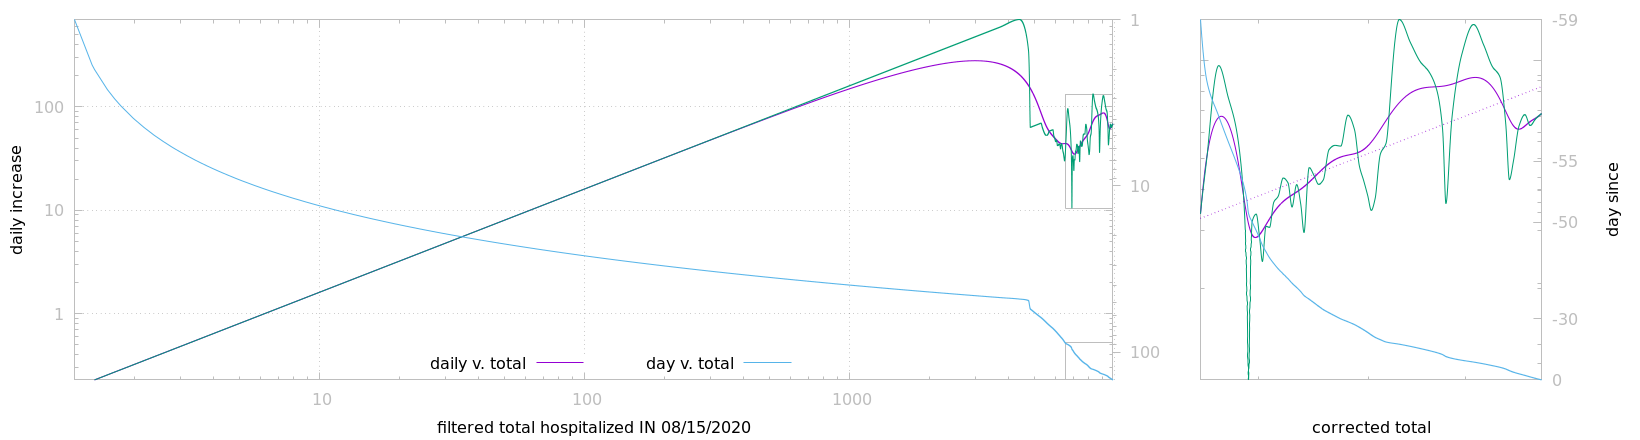 1
-59
100
daily increase
10
-55
day since
10
-50
1
-30
daily v. total
day v. total
100
0
10
100
1000
filtered total hospitalized IN 08/15/2020
corrected total